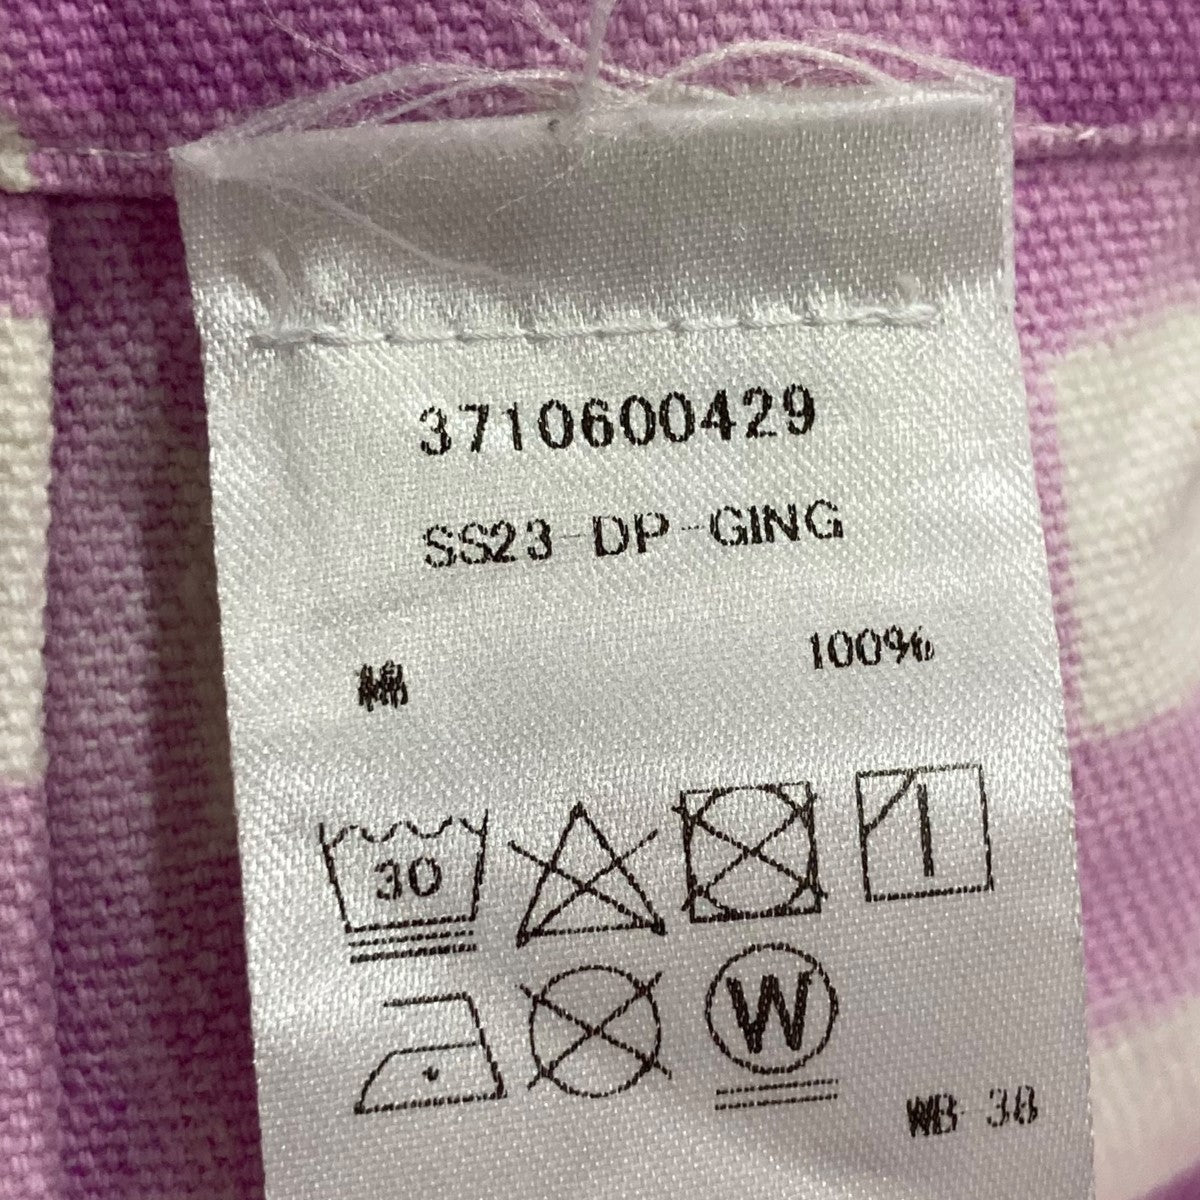 3710600429
SS23-DP-GING
綿 100%
30
W
WB 38